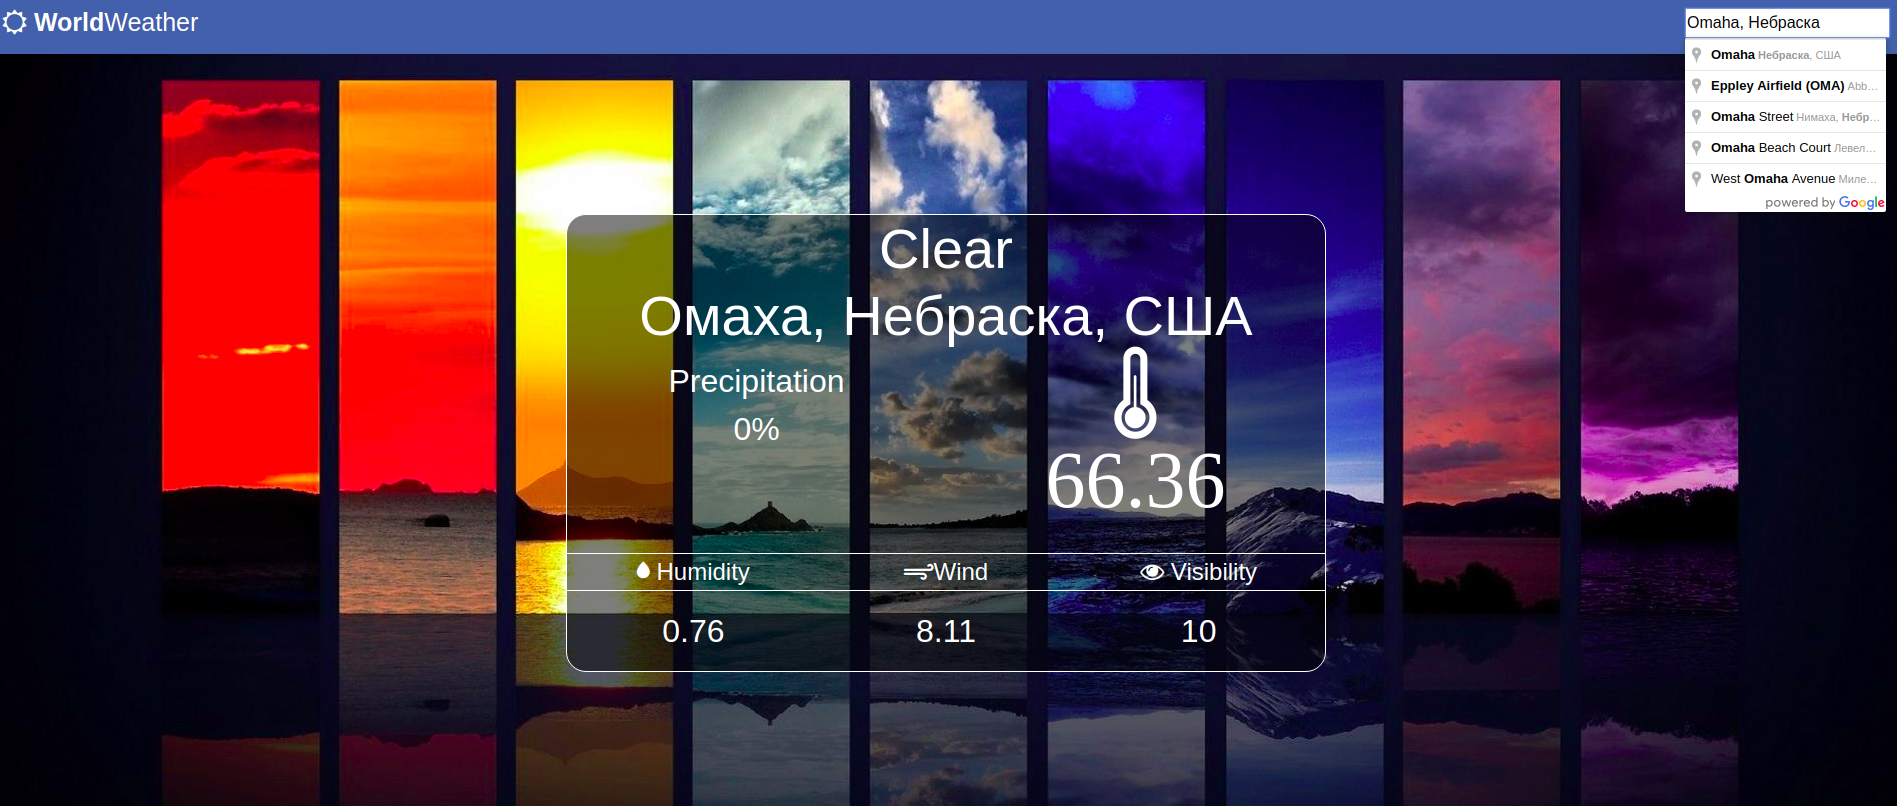 WorldWeather
Omaha, Небраска
Omaha Небраска, США
Eppley Airfield (OMA) Abb...
Omaha Street Нимаха, Небр...
Omaha Beach Court Левел...
West Omaha Avenue Миле...
powered by Google
Clear
Омаха, Небраска, США
Precipitation
0%
66.36
Humidity Wind Visibility
0.76 8.11 10